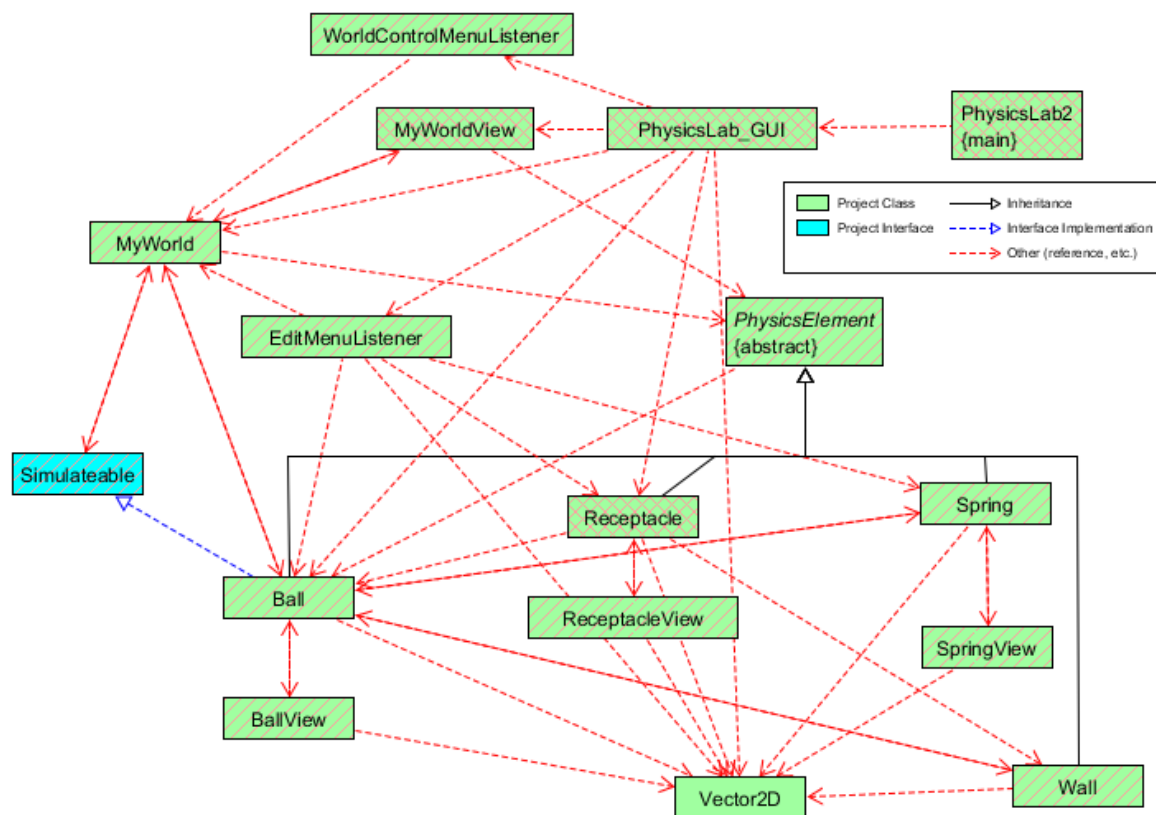 WorldControlMenuListener
MyWorldView
PhysicsLab_GUI
PhysicsLab2
{main}
Project Class
Inheritance
Project Interface
Interface Implementation
Other (reference, etc.)
MyWorld
EditMenuListener
PhysicsElement
{abstract}
Simulateable
Spring
Receptacle
Ball
ReceptacleView
SpringView
BallView
Vector2D
Wall